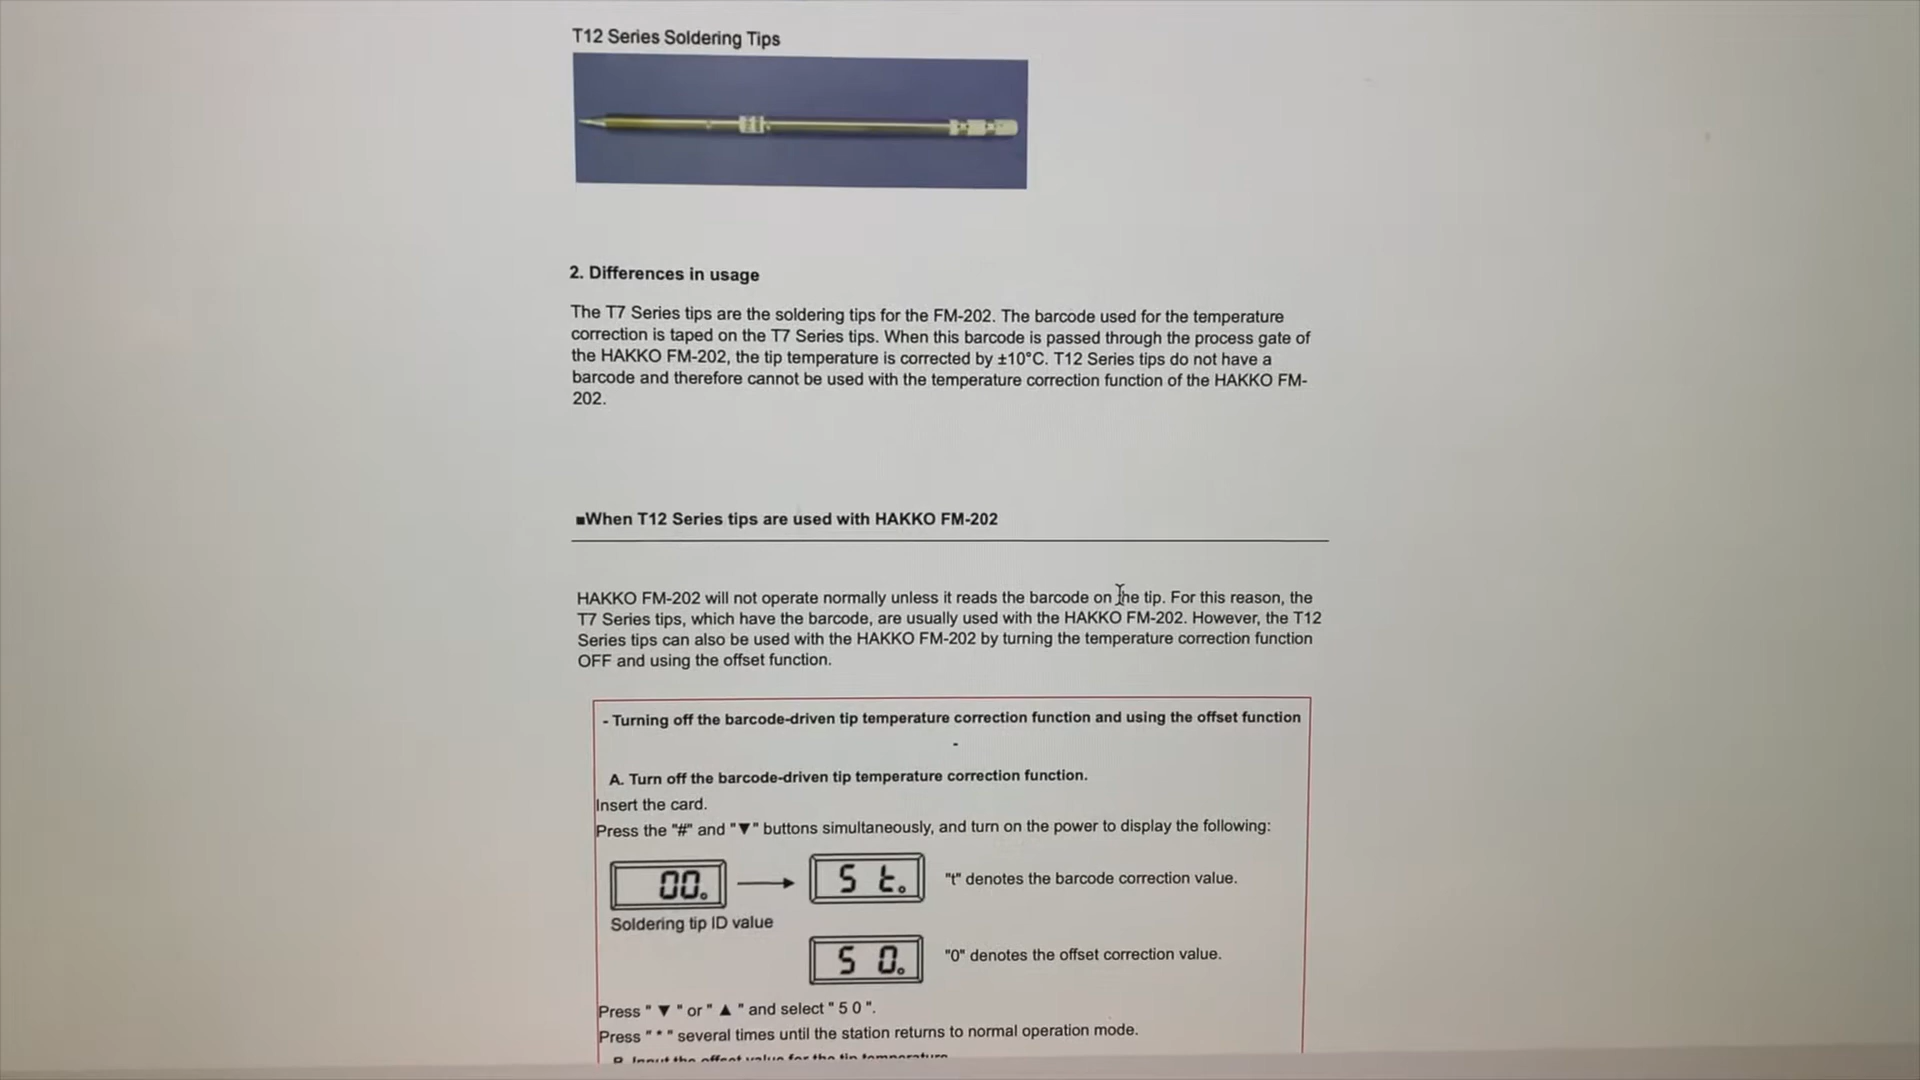 T12 Series Soldering Tips
2. Differences in usage
The T7 Series tips are the soldering tips for the FM-202. The barcode used for the temperature
correction is taped on the T7 Series tips. When this barcode is passed through the process gate of
the HAKKO FM-202, the tip temperature is corrected by ±10°C. T12 Series tips do not have a
barcode and therefore cannot be used with the temperature correction function of the HAKKO FM-
202.
■When T12 Series tips are used with HAKKO FM-202
HAKKO FM-202 will not operate normally unless it reads the barcode on the tip. For this reason, the
T7 Series tips, which have the barcode, are usually used with the HAKKO FM-202. However, the T12
Series tips can also be used with the HAKKO FM-202 by turning the temperature correction function
OFF and using the offset function.
- Turning off the barcode-driven tip temperature correction function and using the offset function
-
A. Turn off the barcode-driven tip temperature correction function.
Insert the card.
Press the "#" and "▼" buttons simultaneously, and turn on the power to display the following:
00. → 5 t. "t" denotes the barcode correction value.
Soldering tip ID value
5 0. "0" denotes the offset correction value.
Press " ▼ " or " ▲ " and select " 5 0 ".
Press " * " several times until the station returns to normal operation mode.
B. Input the offset value for the tip temperature